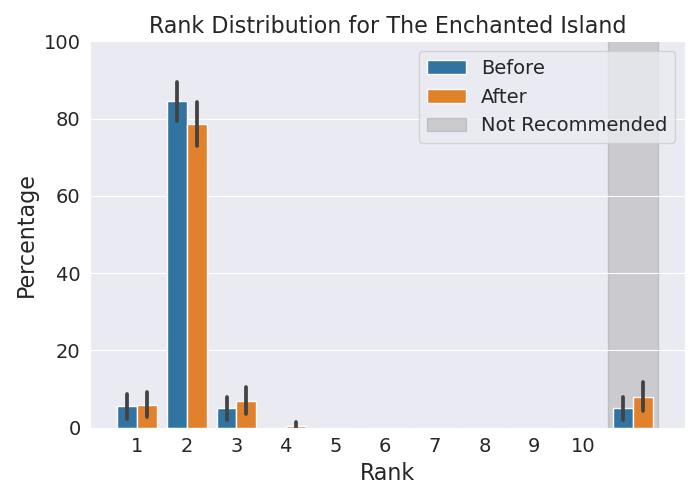 Rank Distribution for The Enchanted Island
100
80
60
40
20
0
Percentage
Before
After
Not Recommended
1 2 3 4 5 6 7 8 9 10
Rank